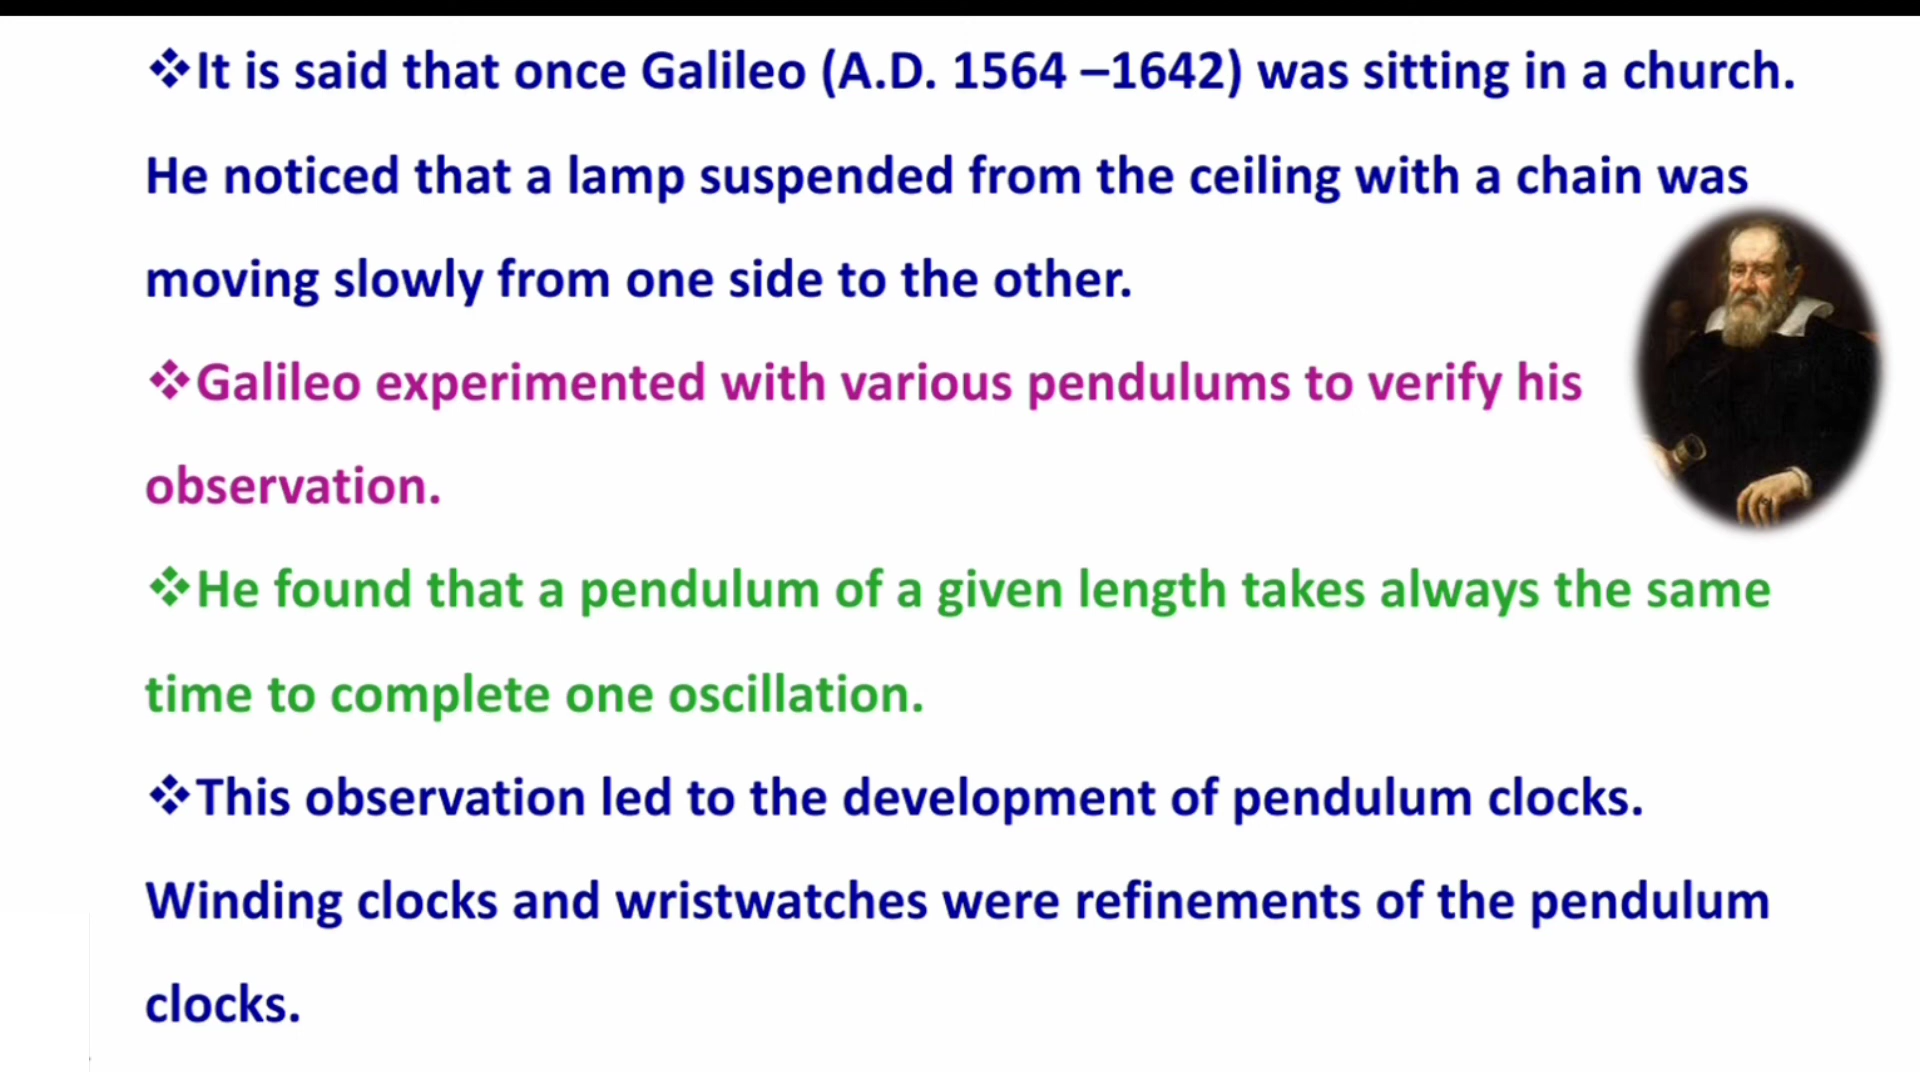 ❖It is said that once Galileo (A.D. 1564 –1642) was sitting in a church.
He noticed that a lamp suspended from the ceiling with a chain was
moving slowly from one side to the other.
❖Galileo experimented with various pendulums to verify his
observation.
❖He found that a pendulum of a given length takes always the same
time to complete one oscillation.
❖This observation led to the development of pendulum clocks.
Winding clocks and wristwatches were refinements of the pendulum
clocks.